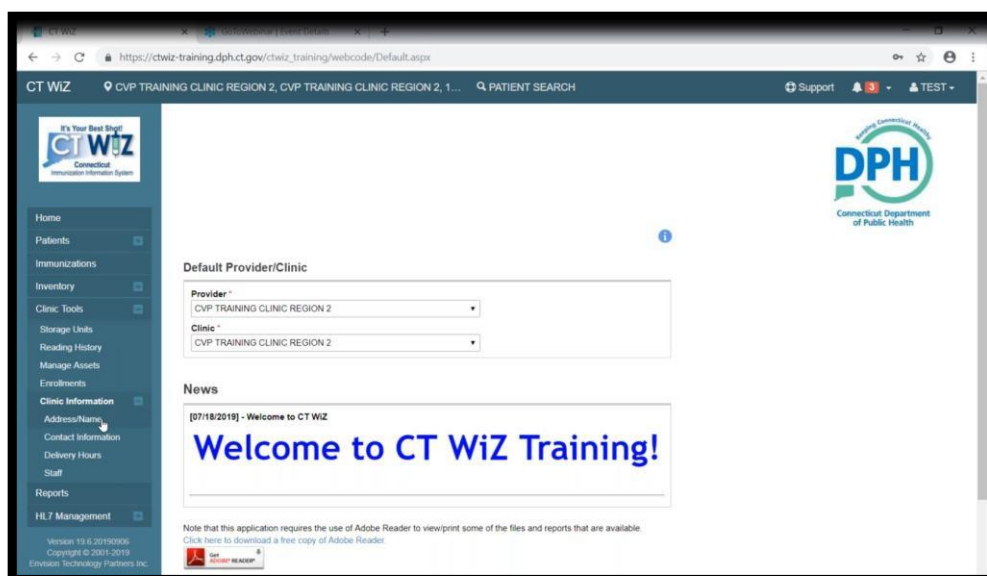 CT WiZ
GoToWebinar | Event Details
https://ctwiz-training.dph.ct.gov/ctwiz_training/webcode/Default.aspx
CT WiZ
CVP TRAINING CLINIC REGION 2, CVP TRAINING CLINIC REGION 2, 1...
PATIENT SEARCH
Support
3
TEST
It's Your Best Shot!
CT WiZ
Connecticut
Immunization Information System
Home
Patients
Immunizations
Inventory
Clinic Tools
Storage Units
Reading History
Manage Assets
Enrollments
Clinic Information
Address/Name
Contact Information
Delivery Hours
Staff
Reports
HL7 Management
Version 19.6.20190906
Copyright © 2001-2019
Envision Technology Partners Inc.
Keeping Connecticut Healthy
DPH
Connecticut Department
of Public Health
Default Provider/Clinic
Provider *
CVP TRAINING CLINIC REGION 2
Clinic *
CVP TRAINING CLINIC REGION 2
News
[07/18/2019] - Welcome to CT WiZ
Welcome to CT WiZ Training!
Note that this application requires the use of Adobe Reader to view/print some of the files and reports that are available.
Click here to download a free copy of Adobe Reader.
Get
ADOBE® READER®